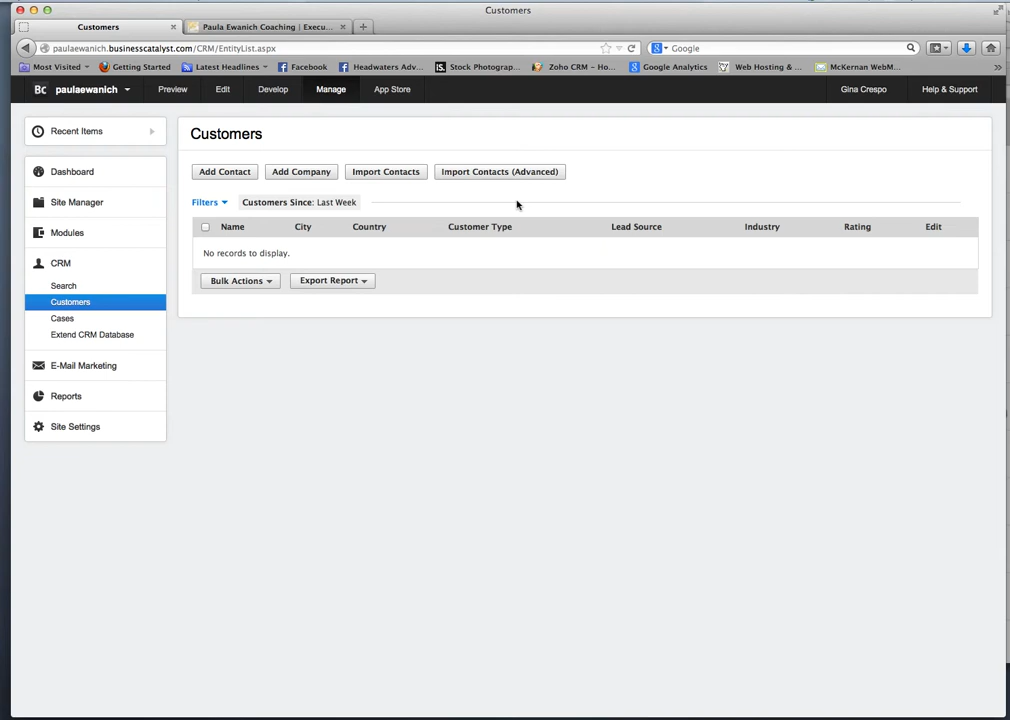 Customers
Customers
Paula Ewanich Coaching | Execu...
paulaewanich.businesscatalyst.com/CRM/EntityList.aspx
Google
Most Visited
Getting Started
Latest Headlines
Facebook
Headwaters Adv...
Stock Photograp...
Zoho CRM – Ho...
Google Analytics
Web Hosting & ...
McKernan WebM...
»
Bc paulaewanich
Preview
Edit
Develop
Manage
App Store
Gina Crespo
Help & Support
Recent Items
Dashboard
Site Manager
Modules
CRM
Search
Customers
Cases
Extend CRM Database
E-Mail Marketing
Reports
Site Settings
Customers
Add Contact
Add Company
Import Contacts
Import Contacts (Advanced)
Filters
Customers Since: Last Week
Name City Country Customer Type Lead Source Industry Rating Edit
No records to display.
Bulk Actions
Export Report